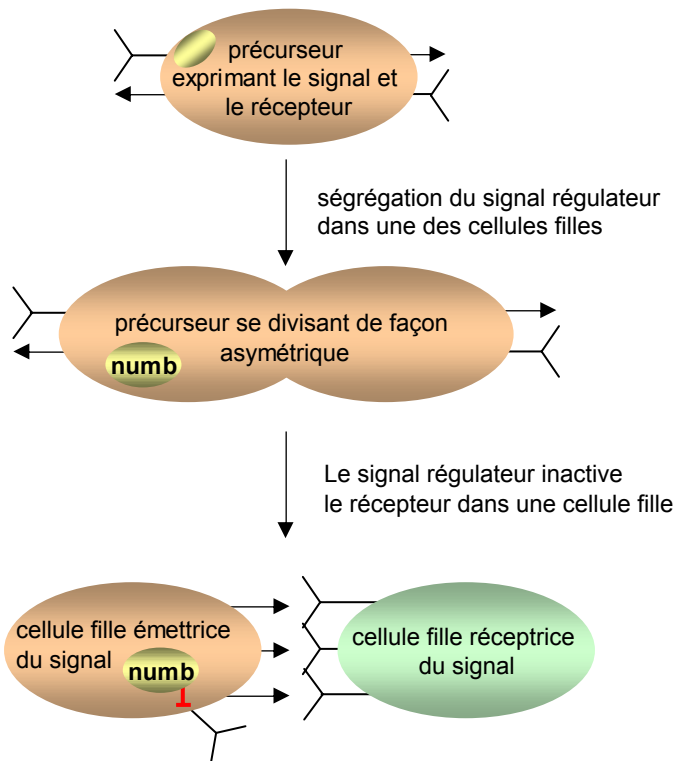 précurseur
exprimant le signal et
le récepteur
ségrégation du signal régulateur
dans une des cellules filles
précurseur se divisant de façon
asymétrique
numb
Le signal régulateur inactive
le récepteur dans une cellule fille
cellule fille émettrice
du signal
numb
cellule fille réceptrice
du signal